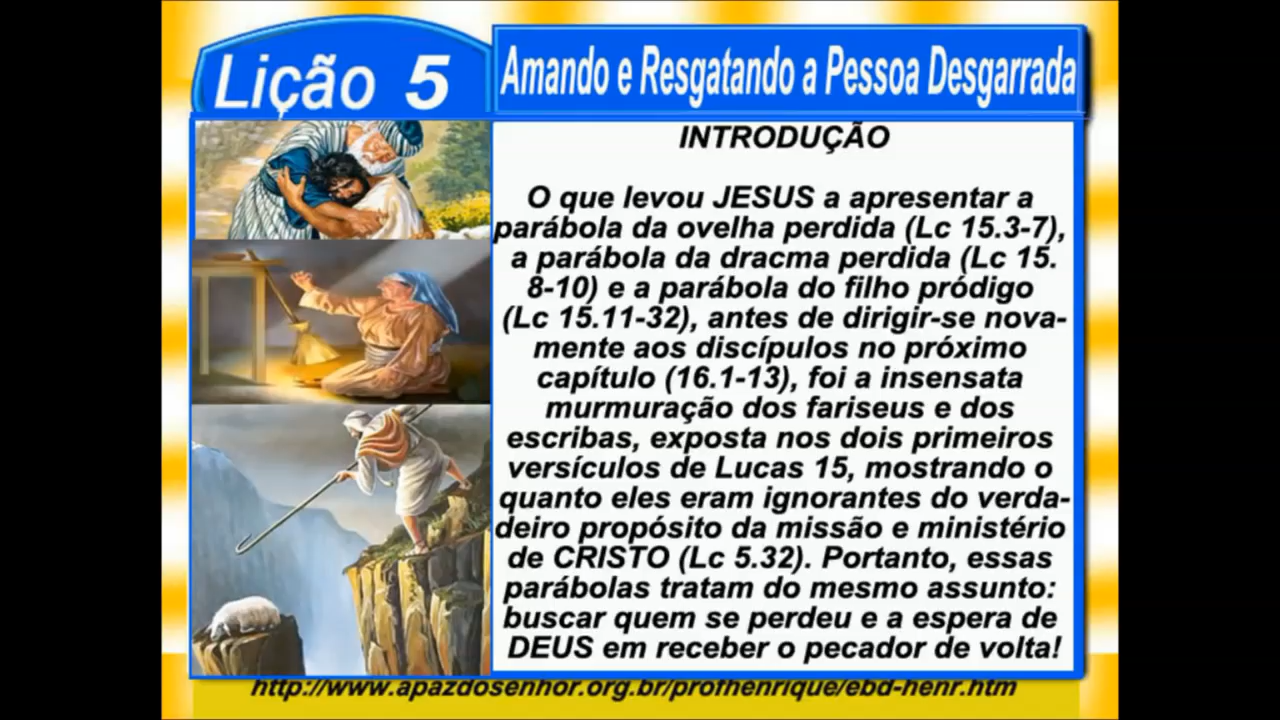 Lição 5
Amando e Resgatando a Pessoa Desgarrada
INTRODUÇÃO
O que levou JESUS a apresentar a
parábola da ovelha perdida (Lc 15.3-7),
a parábola da dracma perdida (Lc 15.
8-10) e a parábola do filho pródigo
(Lc 15.11-32), antes de dirigir-se nova-
mente aos discípulos no próximo
capítulo (16.1-13), foi a insensata
murmuração dos fariseus e dos
escribas, exposta nos dois primeiros
versículos de Lucas 15, mostrando o
quanto eles eram ignorantes do verda-
deiro propósito da missão e ministério
de CRISTO (Lc 5.32). Portanto, essas
parábolas tratam do mesmo assunto:
buscar quem se perdeu e a espera de
DEUS em receber o pecador de volta!
http://www.apazdosenhor.org.br/profhenrique/ebd-henr.htm